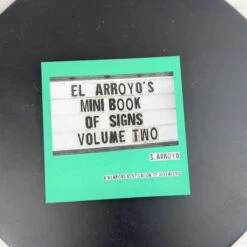 EL ARROYO'S
MINI BOOK
OF SIGNS
VOLUME TWO
S. ARROYO